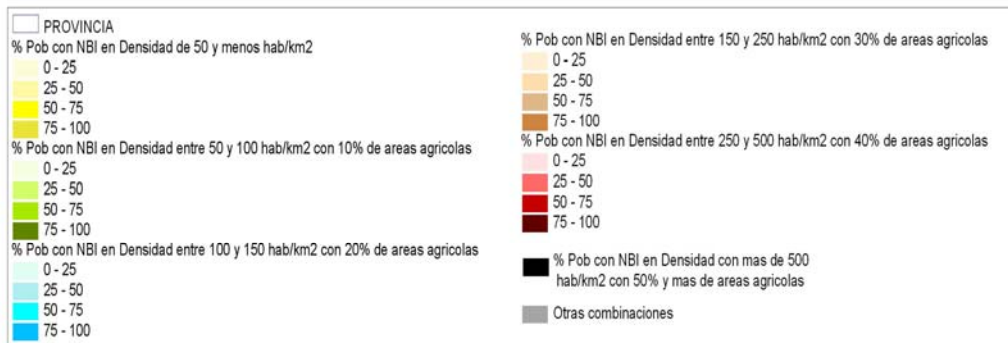 PROVINCIA
% Pob con NBI en Densidad de 50 y menos hab/km2
0 - 25
25 - 50
50 - 75
75 - 100
% Pob con NBI en Densidad entre 50 y 100 hab/km2 con 10% de areas agricolas
0 - 25
25 - 50
50 - 75
75 - 100
% Pob con NBI en Densidad entre 100 y 150 hab/km2 con 20% de areas agricolas
0 - 25
25 - 50
50 - 75
75 - 100
% Pob con NBI en Densidad entre 150 y 250 hab/km2 con 30% de areas agricolas
0 - 25
25 - 50
50 - 75
75 - 100
% Pob con NBI en Densidad entre 250 y 500 hab/km2 con 40% de areas agricolas
0 - 25
25 - 50
50 - 75
75 - 100
% Pob con NBI en Densidad con mas de 500
hab/km2 con 50% y mas de areas agricolas
Otras combinaciones